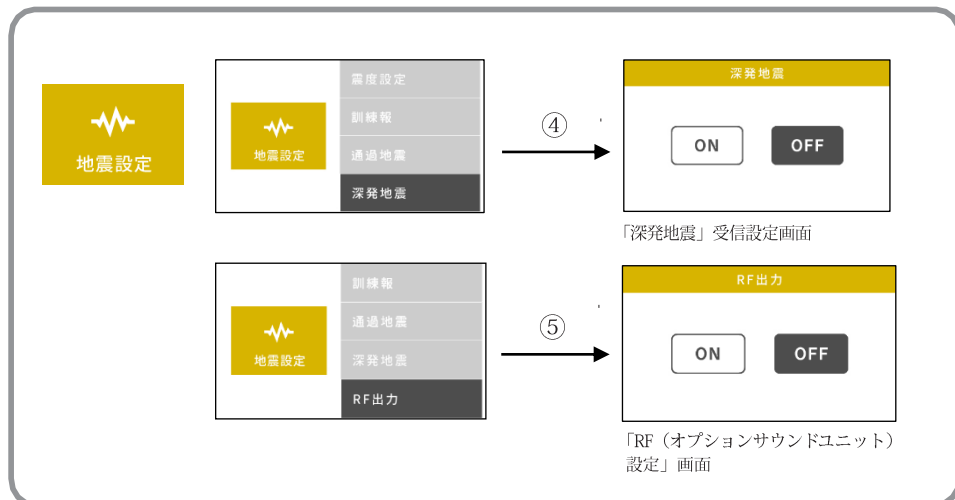 地震設定
地震設定
震度設定
訓練報
通過地震
深発地震
④
深発地震
ON
OFF
「深発地震」受信設定画面
地震設定
訓練報
通過地震
深発地震
RF出力
⑤
RF出力
ON
OFF
「RF（オプションサウンドユニット）
設定」画面